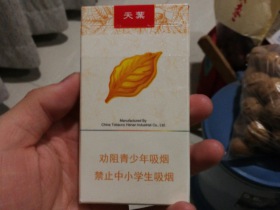 天葉
Manufactured By
China Tobacco Henan Industrial Co., Ltd
劝阻青少年吸烟
禁止中小学生吸烟